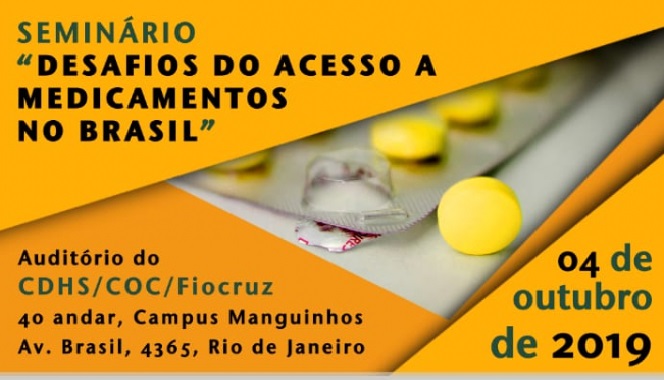 SEMINÁRIO
“DESAFIOS DO ACESSO A
MEDICAMENTOS
NO BRASIL”
Auditório do
CDHS/COC/Fiocruz
4o andar, Campus Manguinhos
Av. Brasil, 4365, Rio de Janeiro
04 de
outubro
de 2019